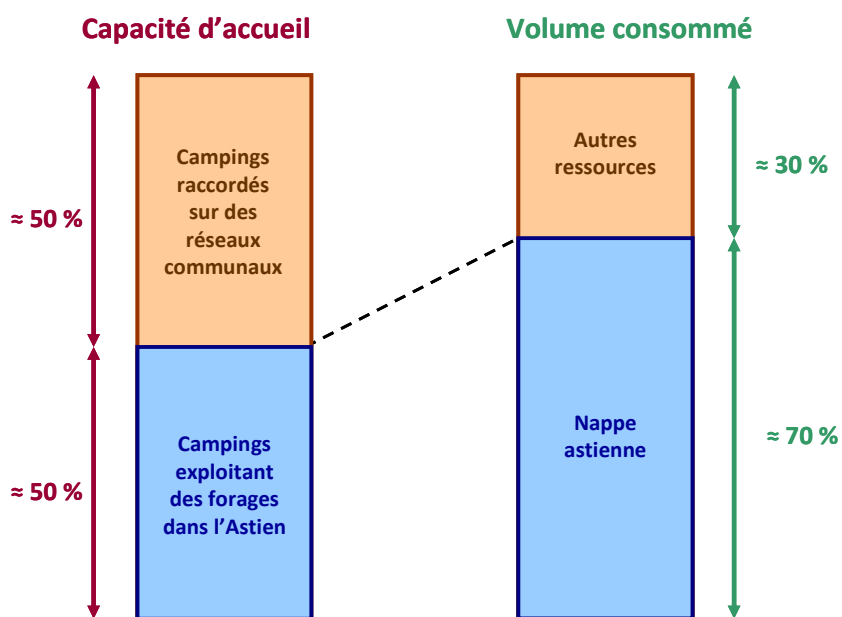 Capacité d'accueil
Volume consommé
Campings
raccordés
sur des
réseaux
communaux
Autres
ressources
≈ 30 %
≈ 50 %
Campings
exploitant
des forages
dans l'Astien
Nappe
astienne
≈ 70 %
≈ 50 %